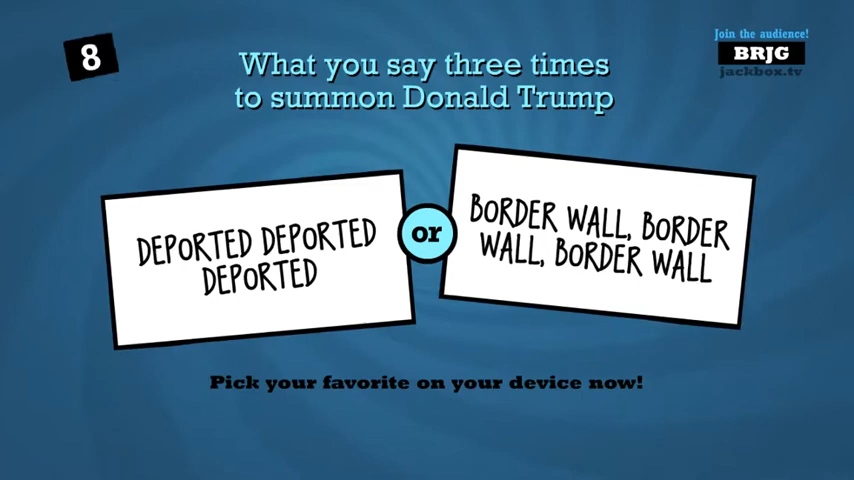 8
What you say three times
to summon Donald Trump
Join the audience!
BRJG
jackbox.tv
DEPORTED DEPORTED
DEPORTED
or
BORDER WALL, BORDER
WALL, BORDER WALL
Pick your favorite on your device now!